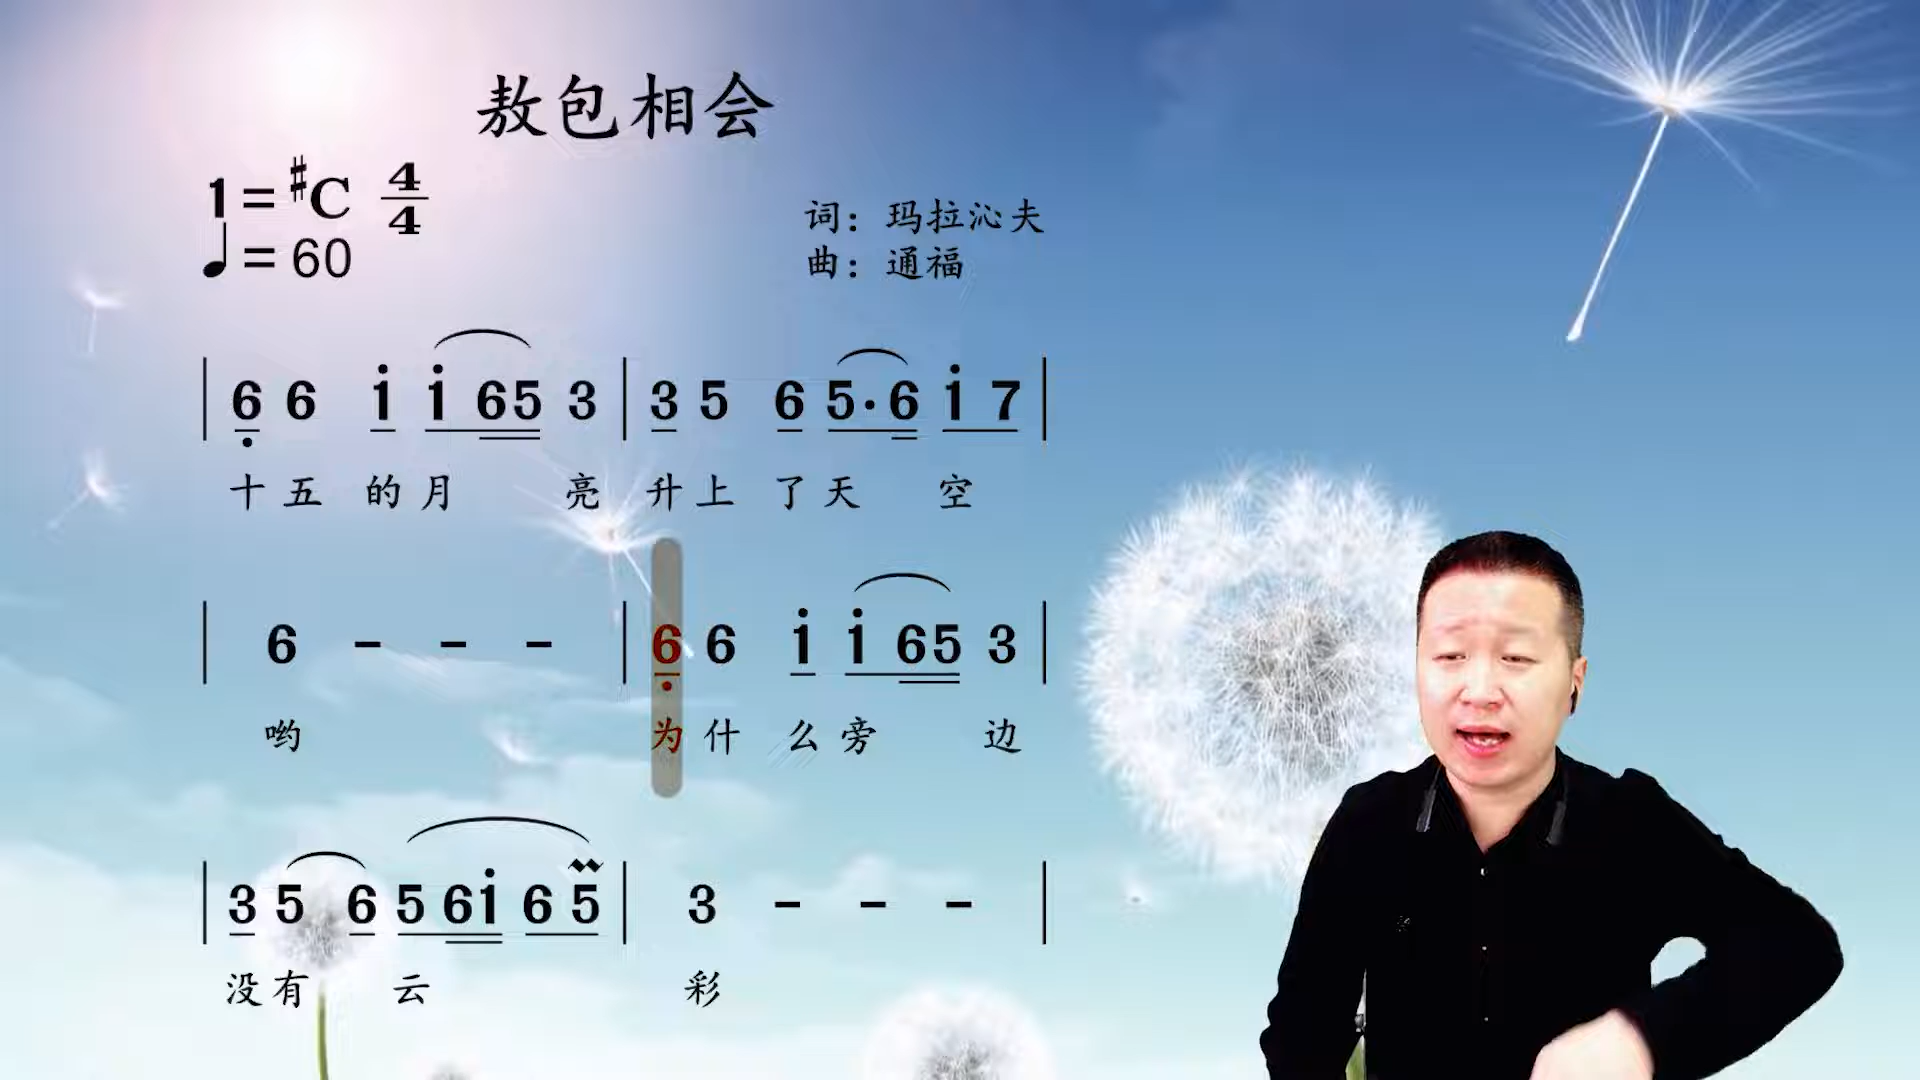 敖包相会
1=#C 4/4
♩=60
词：玛拉沁夫
曲：通福
| 6̣ 6 i i 65 3 | 3 5 6 5·6 i 7 |
十五 的月 亮 升上 了天 空
| 6 - - - | 6̣ 6 i i 65 3 |
哟 为什 么旁 边
| 3 5 6 5 6i 6 5 | 3 - - - |
没有 云 彩